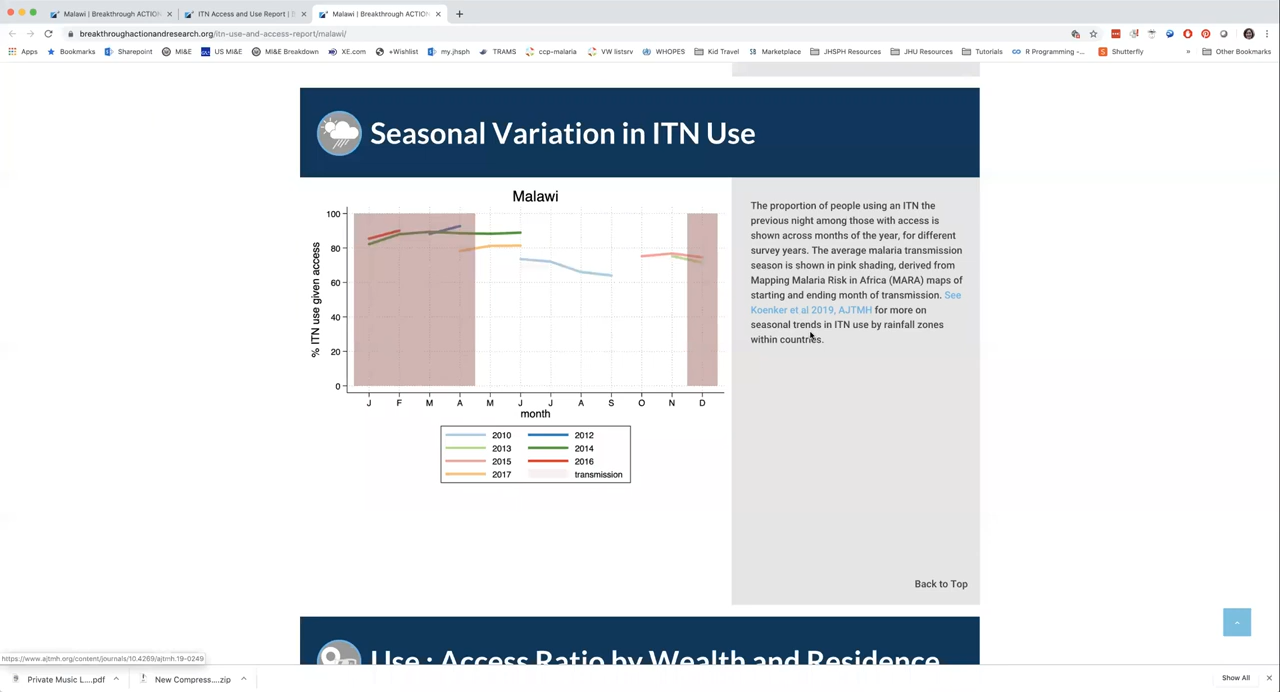 Malawi | Breakthrough ACTION
ITN Access and Use Report | B
Malawi | Breakthrough ACTION
breakthroughactionandresearch.org/itn-use-and-access-report/malawi/
Apps Bookmarks Sharepoint MI&E US MI&E MI&E Breakdown XE.com +Wishlist my.jhsph TRAMS ccp-malaria VW listsrv WHOPES Kid Travel Marketplace JHSPH Resources JHU Resources Tutorials R Programming -... Shutterfly » Other Bookmarks
Seasonal Variation in ITN Use
Malawi
% ITN use given access
100
80
60
40
20
0
J F M A M J J A S O N D
month
2010 2012
2013 2014
2015 2016
2017 transmission
The proportion of people using an ITN the
previous night among those with access is
shown across months of the year, for different
survey years. The average malaria transmission
season is shown in pink shading, derived from
Mapping Malaria Risk in Africa (MARA) maps of
starting and ending month of transmission. See
Koenker et al 2019, AJTMH for more on
seasonal trends in ITN use by rainfall zones
within countries.
Back to Top
Use : Access Ratio by Wealth and Residence
https://www.ajtmh.org/content/journals/10.4269/ajtmh.19-0249
Private Music L....pdf
New Compress....zip
Show All